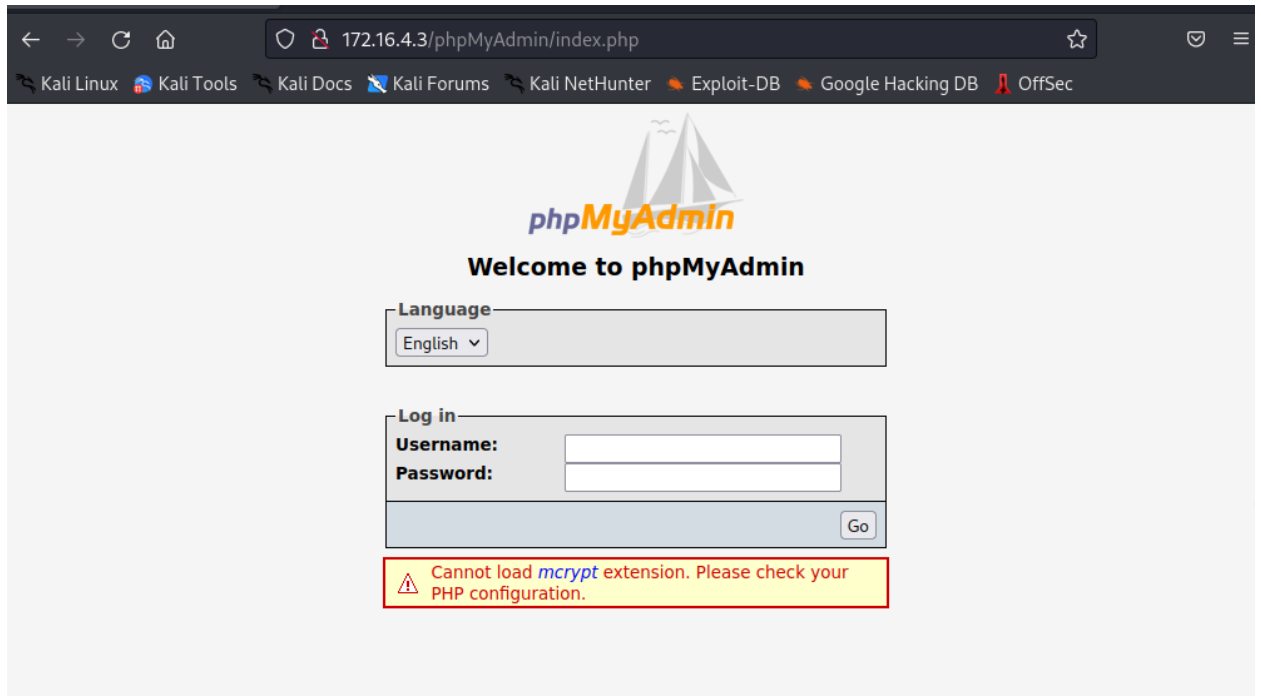 172.16.4.3/phpMyAdmin/index.php
Kali Linux Kali Tools Kali Docs Kali Forums Kali NetHunter Exploit-DB Google Hacking DB OffSec
phpMyAdmin
Welcome to phpMyAdmin
Language
English
Log in
Username:
Password:
Go
Cannot load mcrypt extension. Please check your
PHP configuration.